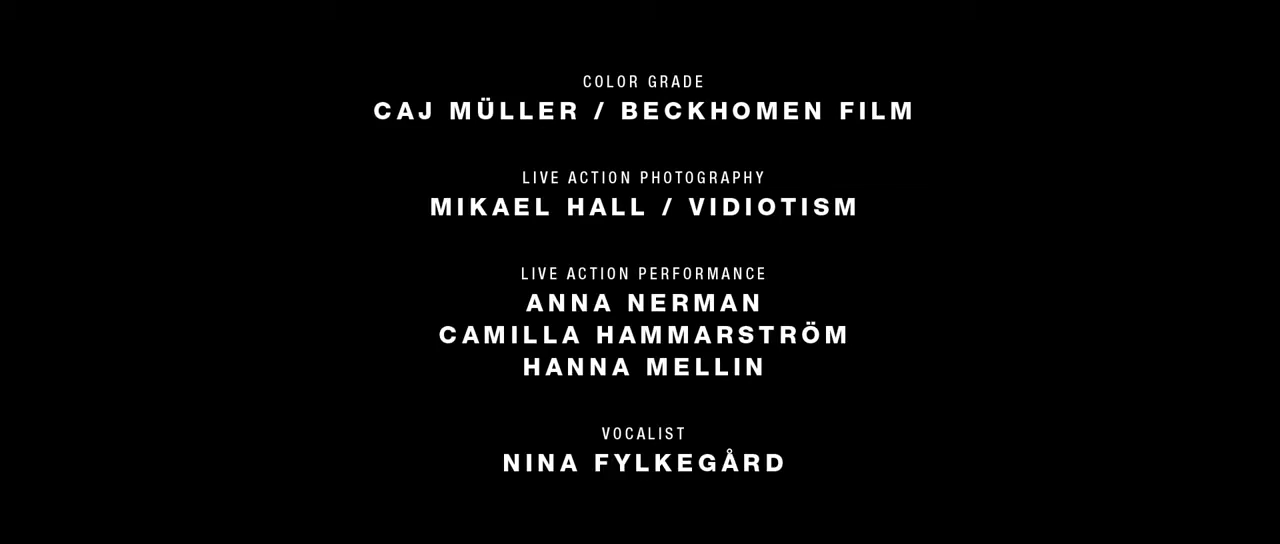 COLOR GRADE
CAJ MÜLLER / BECKHOMEN FILM
LIVE ACTION PHOTOGRAPHY
MIKAEL HALL / VIDIOTISM
LIVE ACTION PERFORMANCE
ANNA NERMAN
CAMILLA HAMMARSTRÖM
HANNA MELLIN
VOCALIST
NINA FYLKEGÅRD